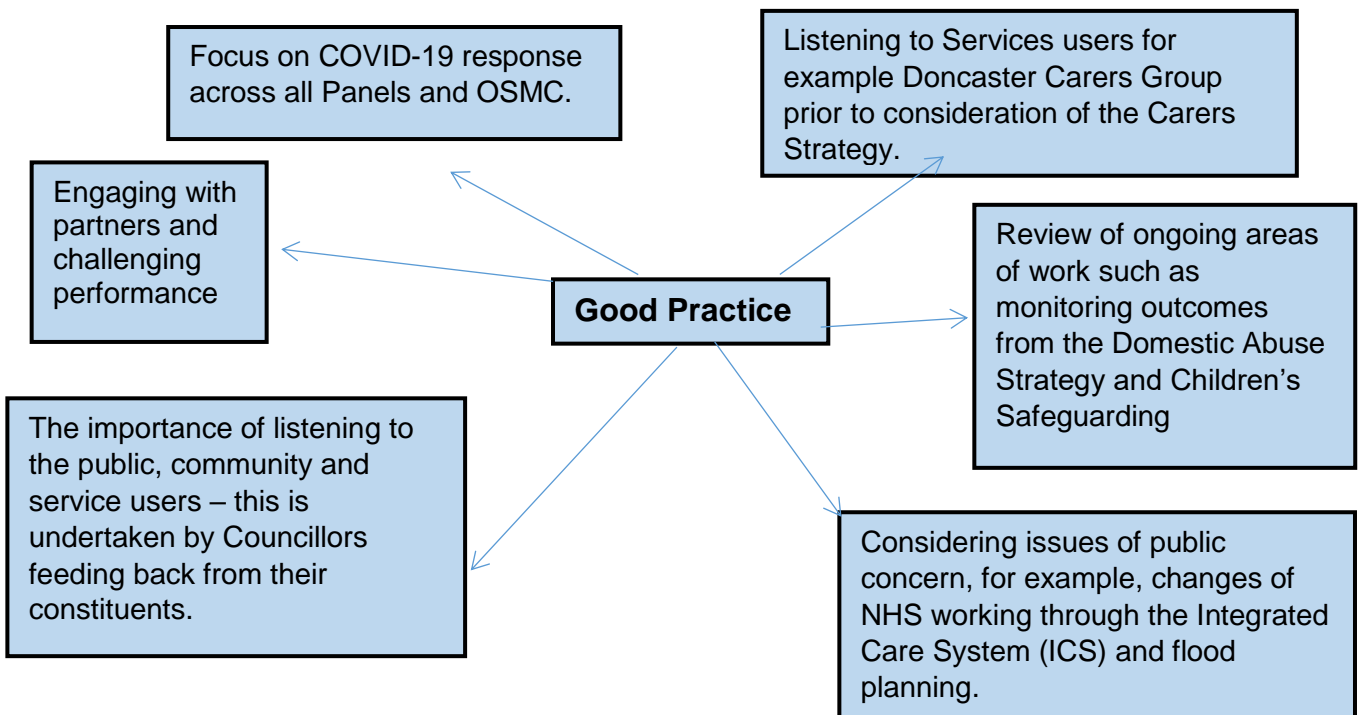 Focus on COVID-19 response
across all Panels and OSMC.
Listening to Services users for
example Doncaster Carers Group
prior to consideration of the Carers
Strategy.
Engaging with
partners and
challenging
performance
Good Practice
Review of ongoing areas
of work such as
monitoring outcomes
from the Domestic Abuse
Strategy and Children’s
Safeguarding
The importance of listening to
the public, community and
service users – this is
undertaken by Councillors
feeding back from their
constituents.
Considering issues of public
concern, for example, changes of
NHS working through the Integrated
Care System (ICS) and flood
planning.